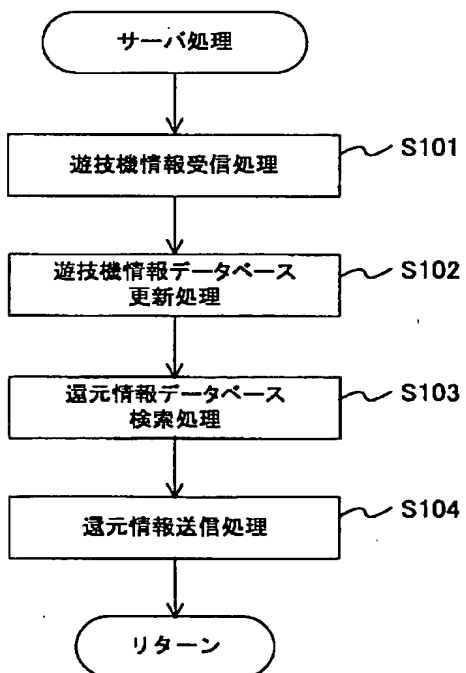 サーバ処理
遊技機情報受信処理
S101
遊技機情報データベース
更新処理
S102
還元情報データベース
検索処理
S103
還元情報送信処理
S104
リターン